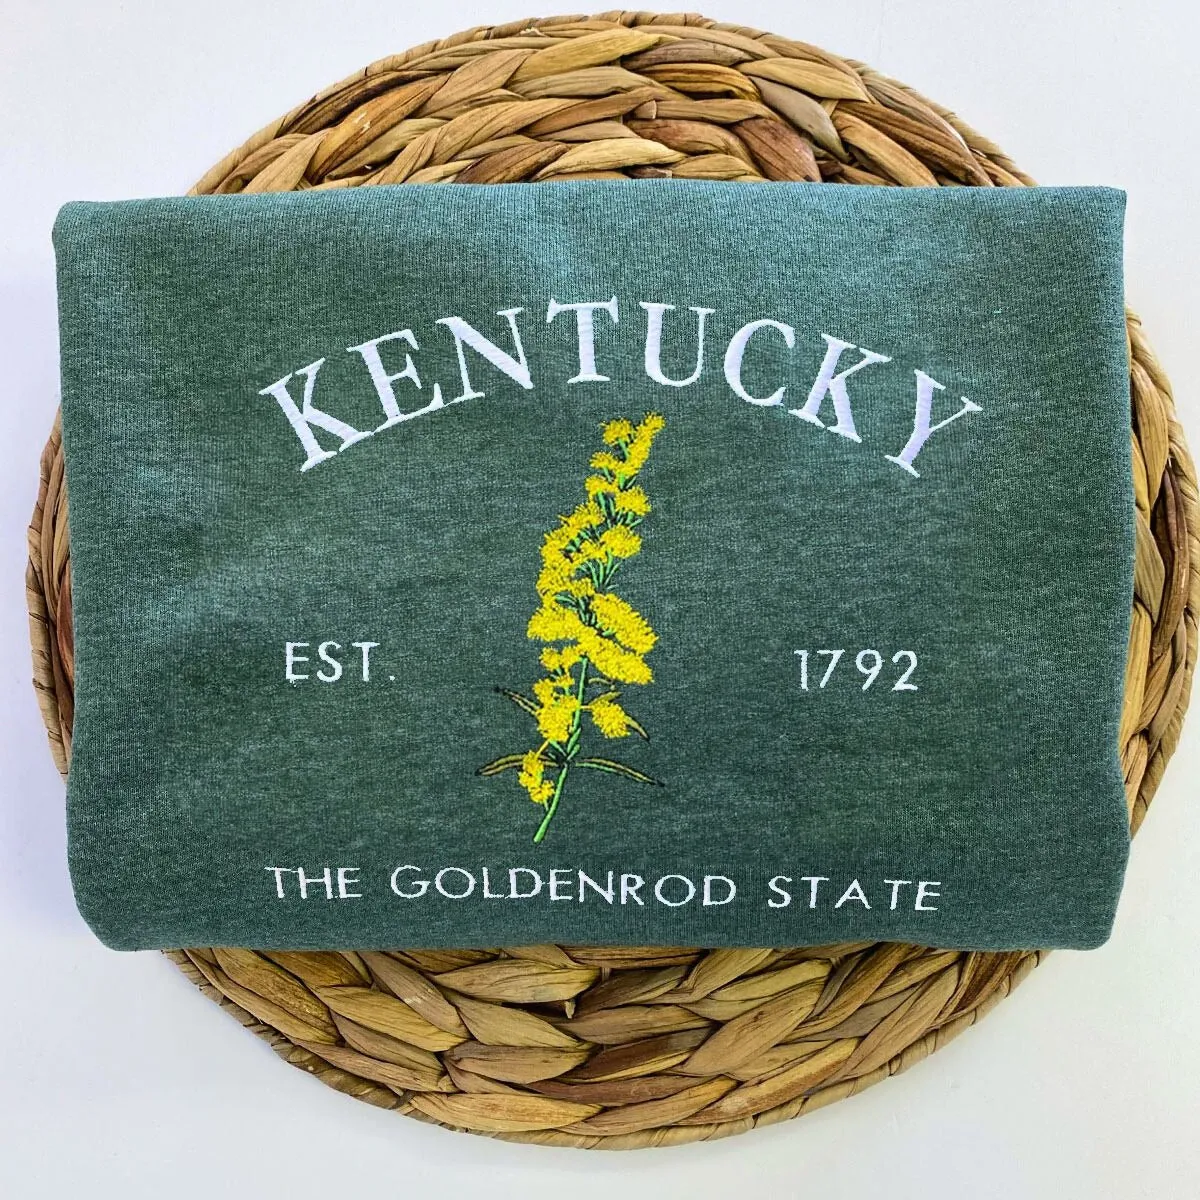 KENTUCKY
EST. 1792
THE GOLDENROD STATE